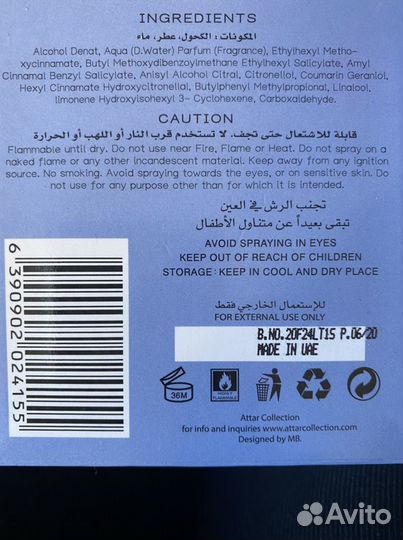 INGREDIENTS
المكونات : الكحول, عطر, ماء
Alcohol Denat, Aqua (D.Water) Parfum (Fragrance), Ethylhexyl Metho-
xycinnamate, Butyl Methoxydibenzoylmethane Ethylhexyl Salicylate, Amyl
Cinnamal Benzyl Salicylate, Anisyl Alcohol Citral, Citronellol, Coumarin Geraniol,
Hexyl Cinnamate Hydroxycitronellal, Butylphenyl Methylpropional, Linalool,
limonene Hydroxylsohexyl 3- Cyclohexene, Carboxaldehyde.
CAUTION
قابلة للاشتعال حتى تجف. لا تستخدم قرب النار أو اللهب أو الحرارة
Flammable until dry. Do not use near Fire, Flame or Heat. Do not spray on a
naked flame or any other incandescent material. Keep away from any ignition
source. No smoking. Avoid spraying towards the eyes, or on sensitive skin. Do
not use for any purpose other than for which it is intended.
تجنب الرش في العين
تبقى بعيداً عن متناول الأطفال
AVOID SPRAYING IN EYES
KEEP OUT OF REACH OF CHILDREN
STORAGE: KEEP IN COOL AND DRY PLACE
للإستعمال الخارجي فقط
FOR EXTERNAL USE ONLY
B.NO.20F24LT15 P.06/20
MADE IN UAE
36M
Attar Collection
for info and inquiries www.attarcollection.com
Designed by MB.
6 390902 024155
Avito